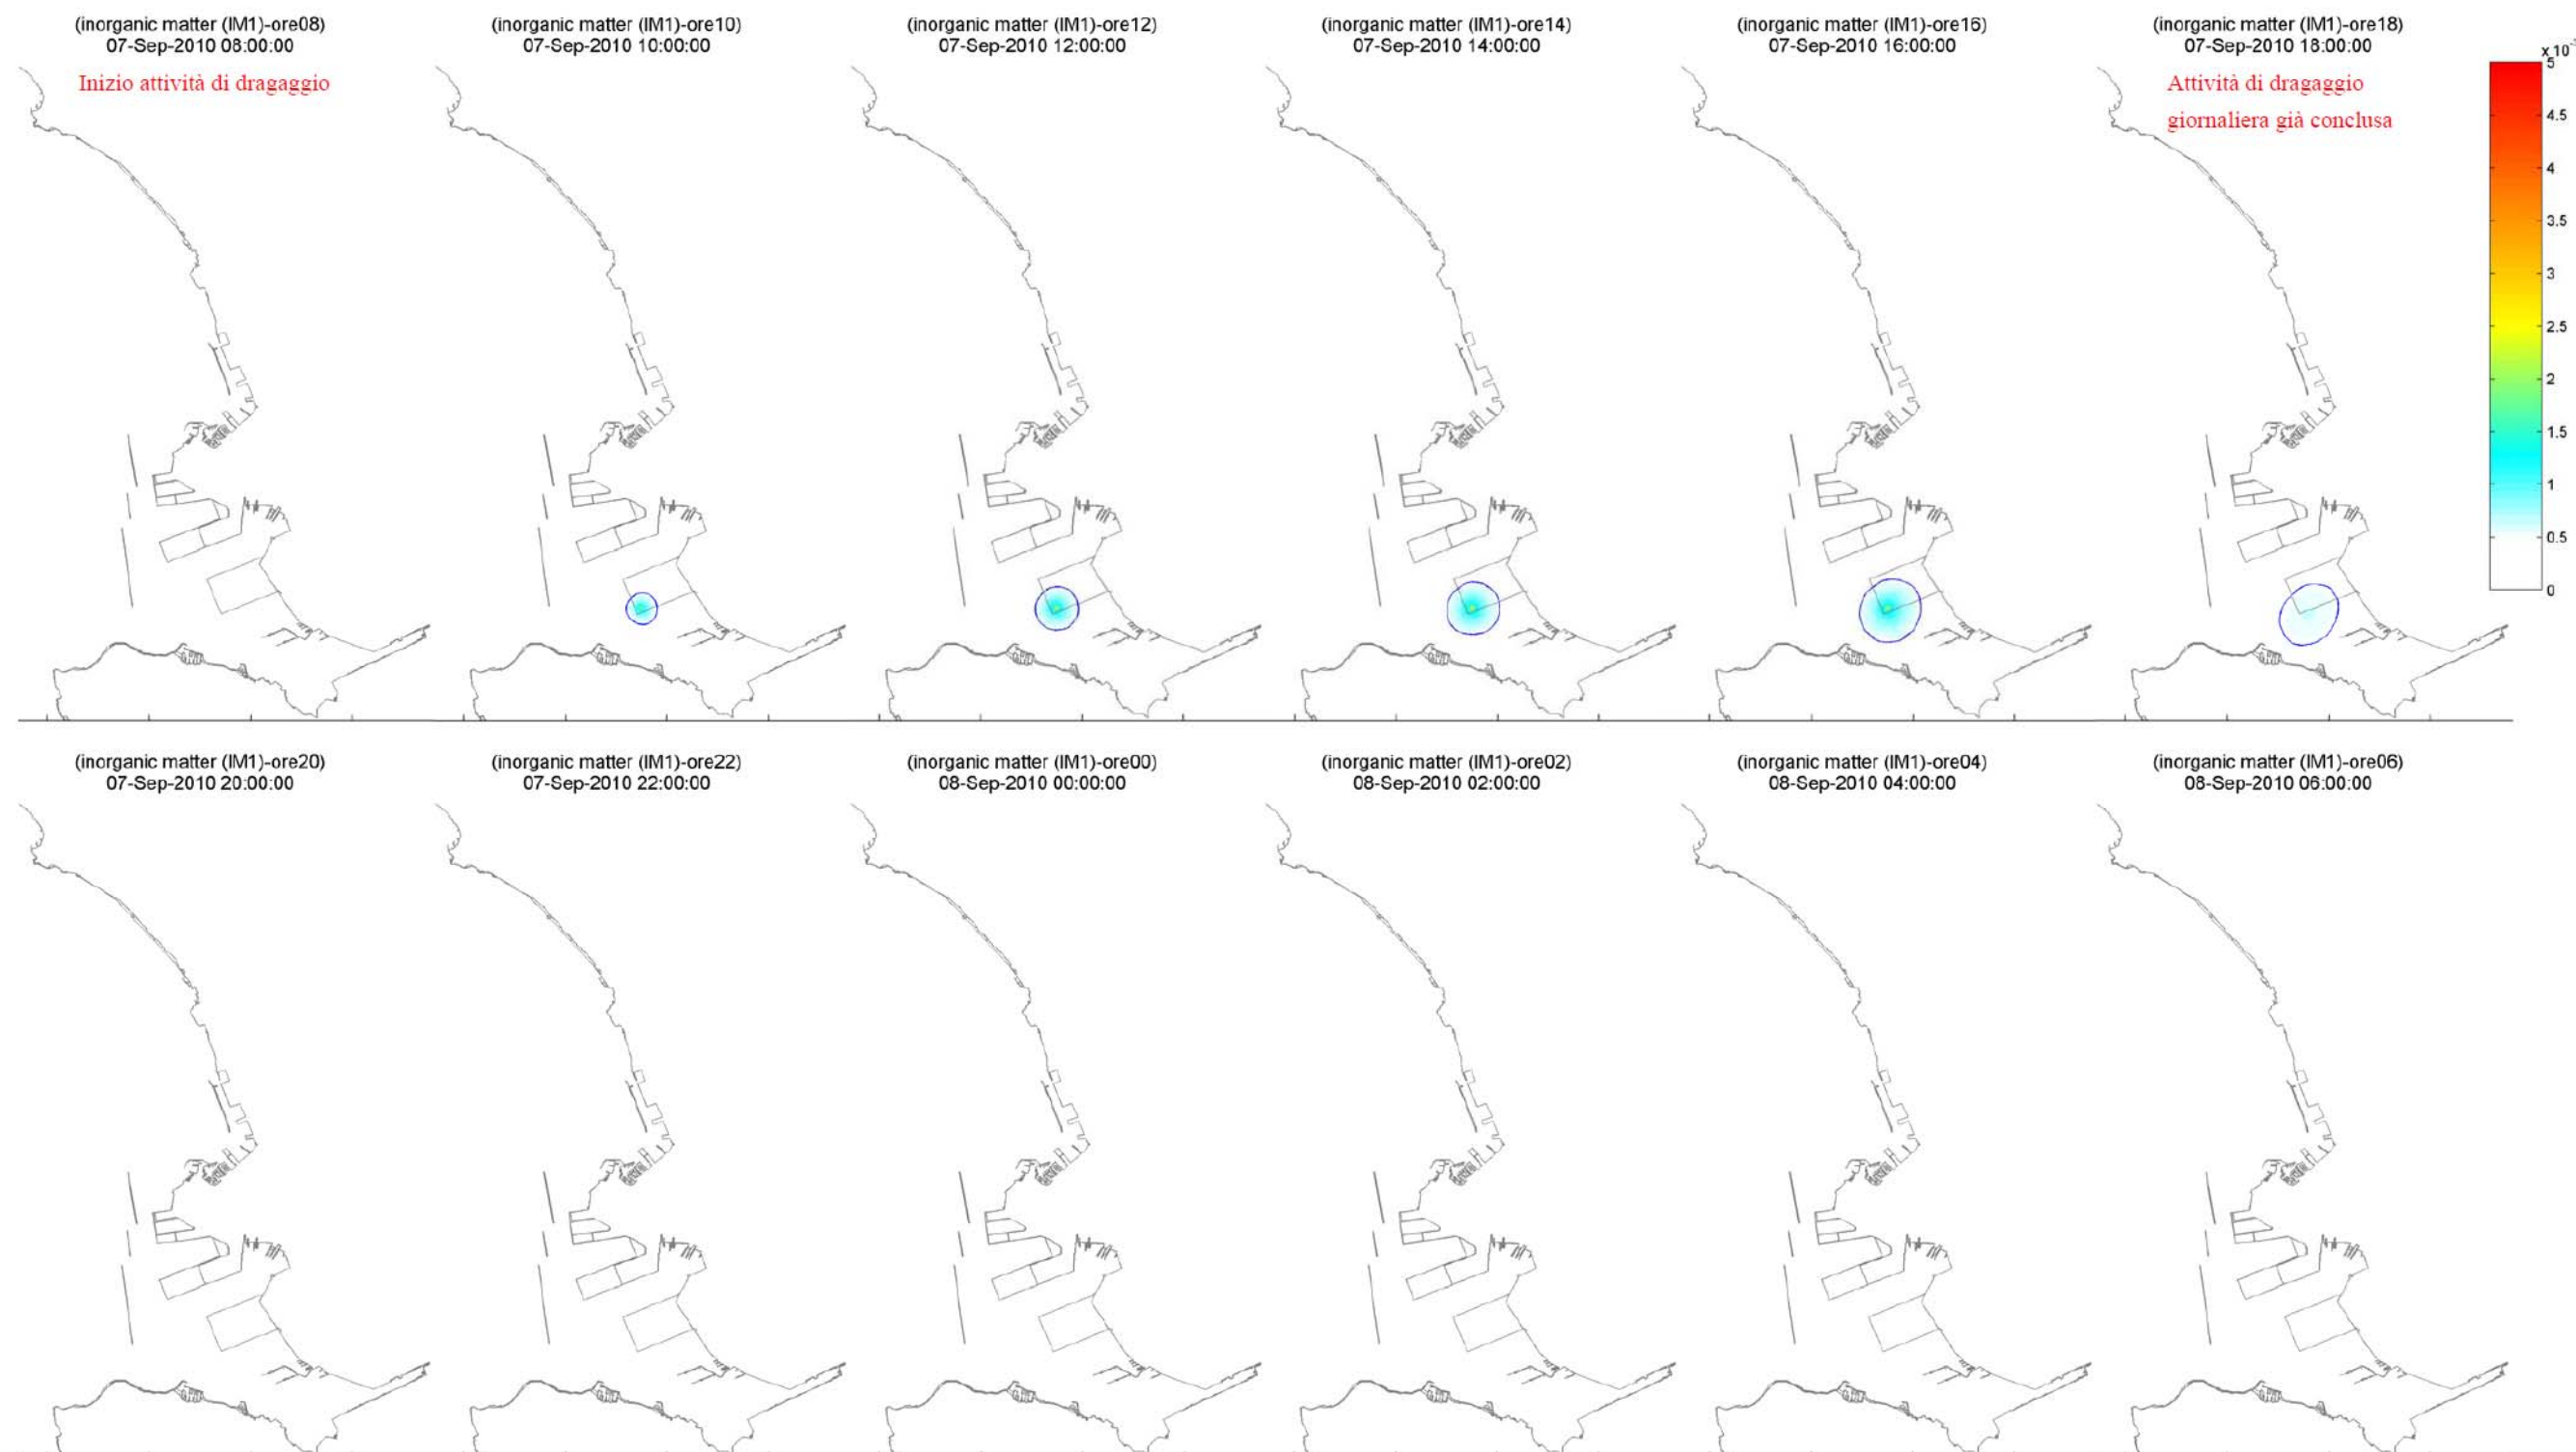 (inorganic matter (IM1)-ore08)
07-Sep-2010 08:00:00
Inizio attività di dragaggio
(inorganic matter (IM1)-ore10)
07-Sep-2010 10:00:00
(inorganic matter (IM1)-ore12)
07-Sep-2010 12:00:00
(inorganic matter (IM1)-ore14)
07-Sep-2010 14:00:00
(inorganic matter (IM1)-ore16)
07-Sep-2010 16:00:00
(inorganic matter (IM1)-ore18)
07-Sep-2010 18:00:00
Attività di dragaggio
giornaliera già conclusa
x 10
5
4.5
4
3.5
3
2.5
2
1.5
1
0.5
0
(inorganic matter (IM1)-ore20)
07-Sep-2010 20:00:00
(inorganic matter (IM1)-ore22)
07-Sep-2010 22:00:00
(inorganic matter (IM1)-ore00)
08-Sep-2010 00:00:00
(inorganic matter (IM1)-ore02)
08-Sep-2010 02:00:00
(inorganic matter (IM1)-ore04)
08-Sep-2010 04:00:00
(inorganic matter (IM1)-ore06)
08-Sep-2010 06:00:00